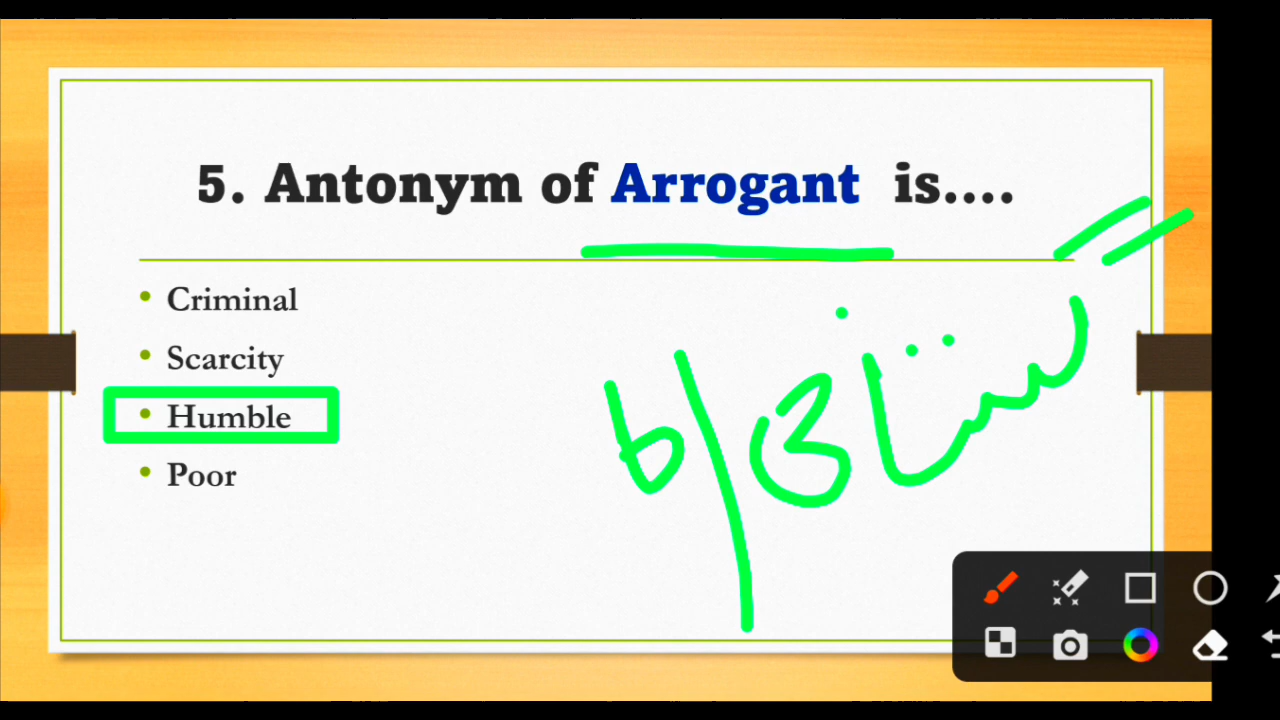 5. Antonym of Arrogant is....
• Criminal
• Scarcity
• Humble
• Poor